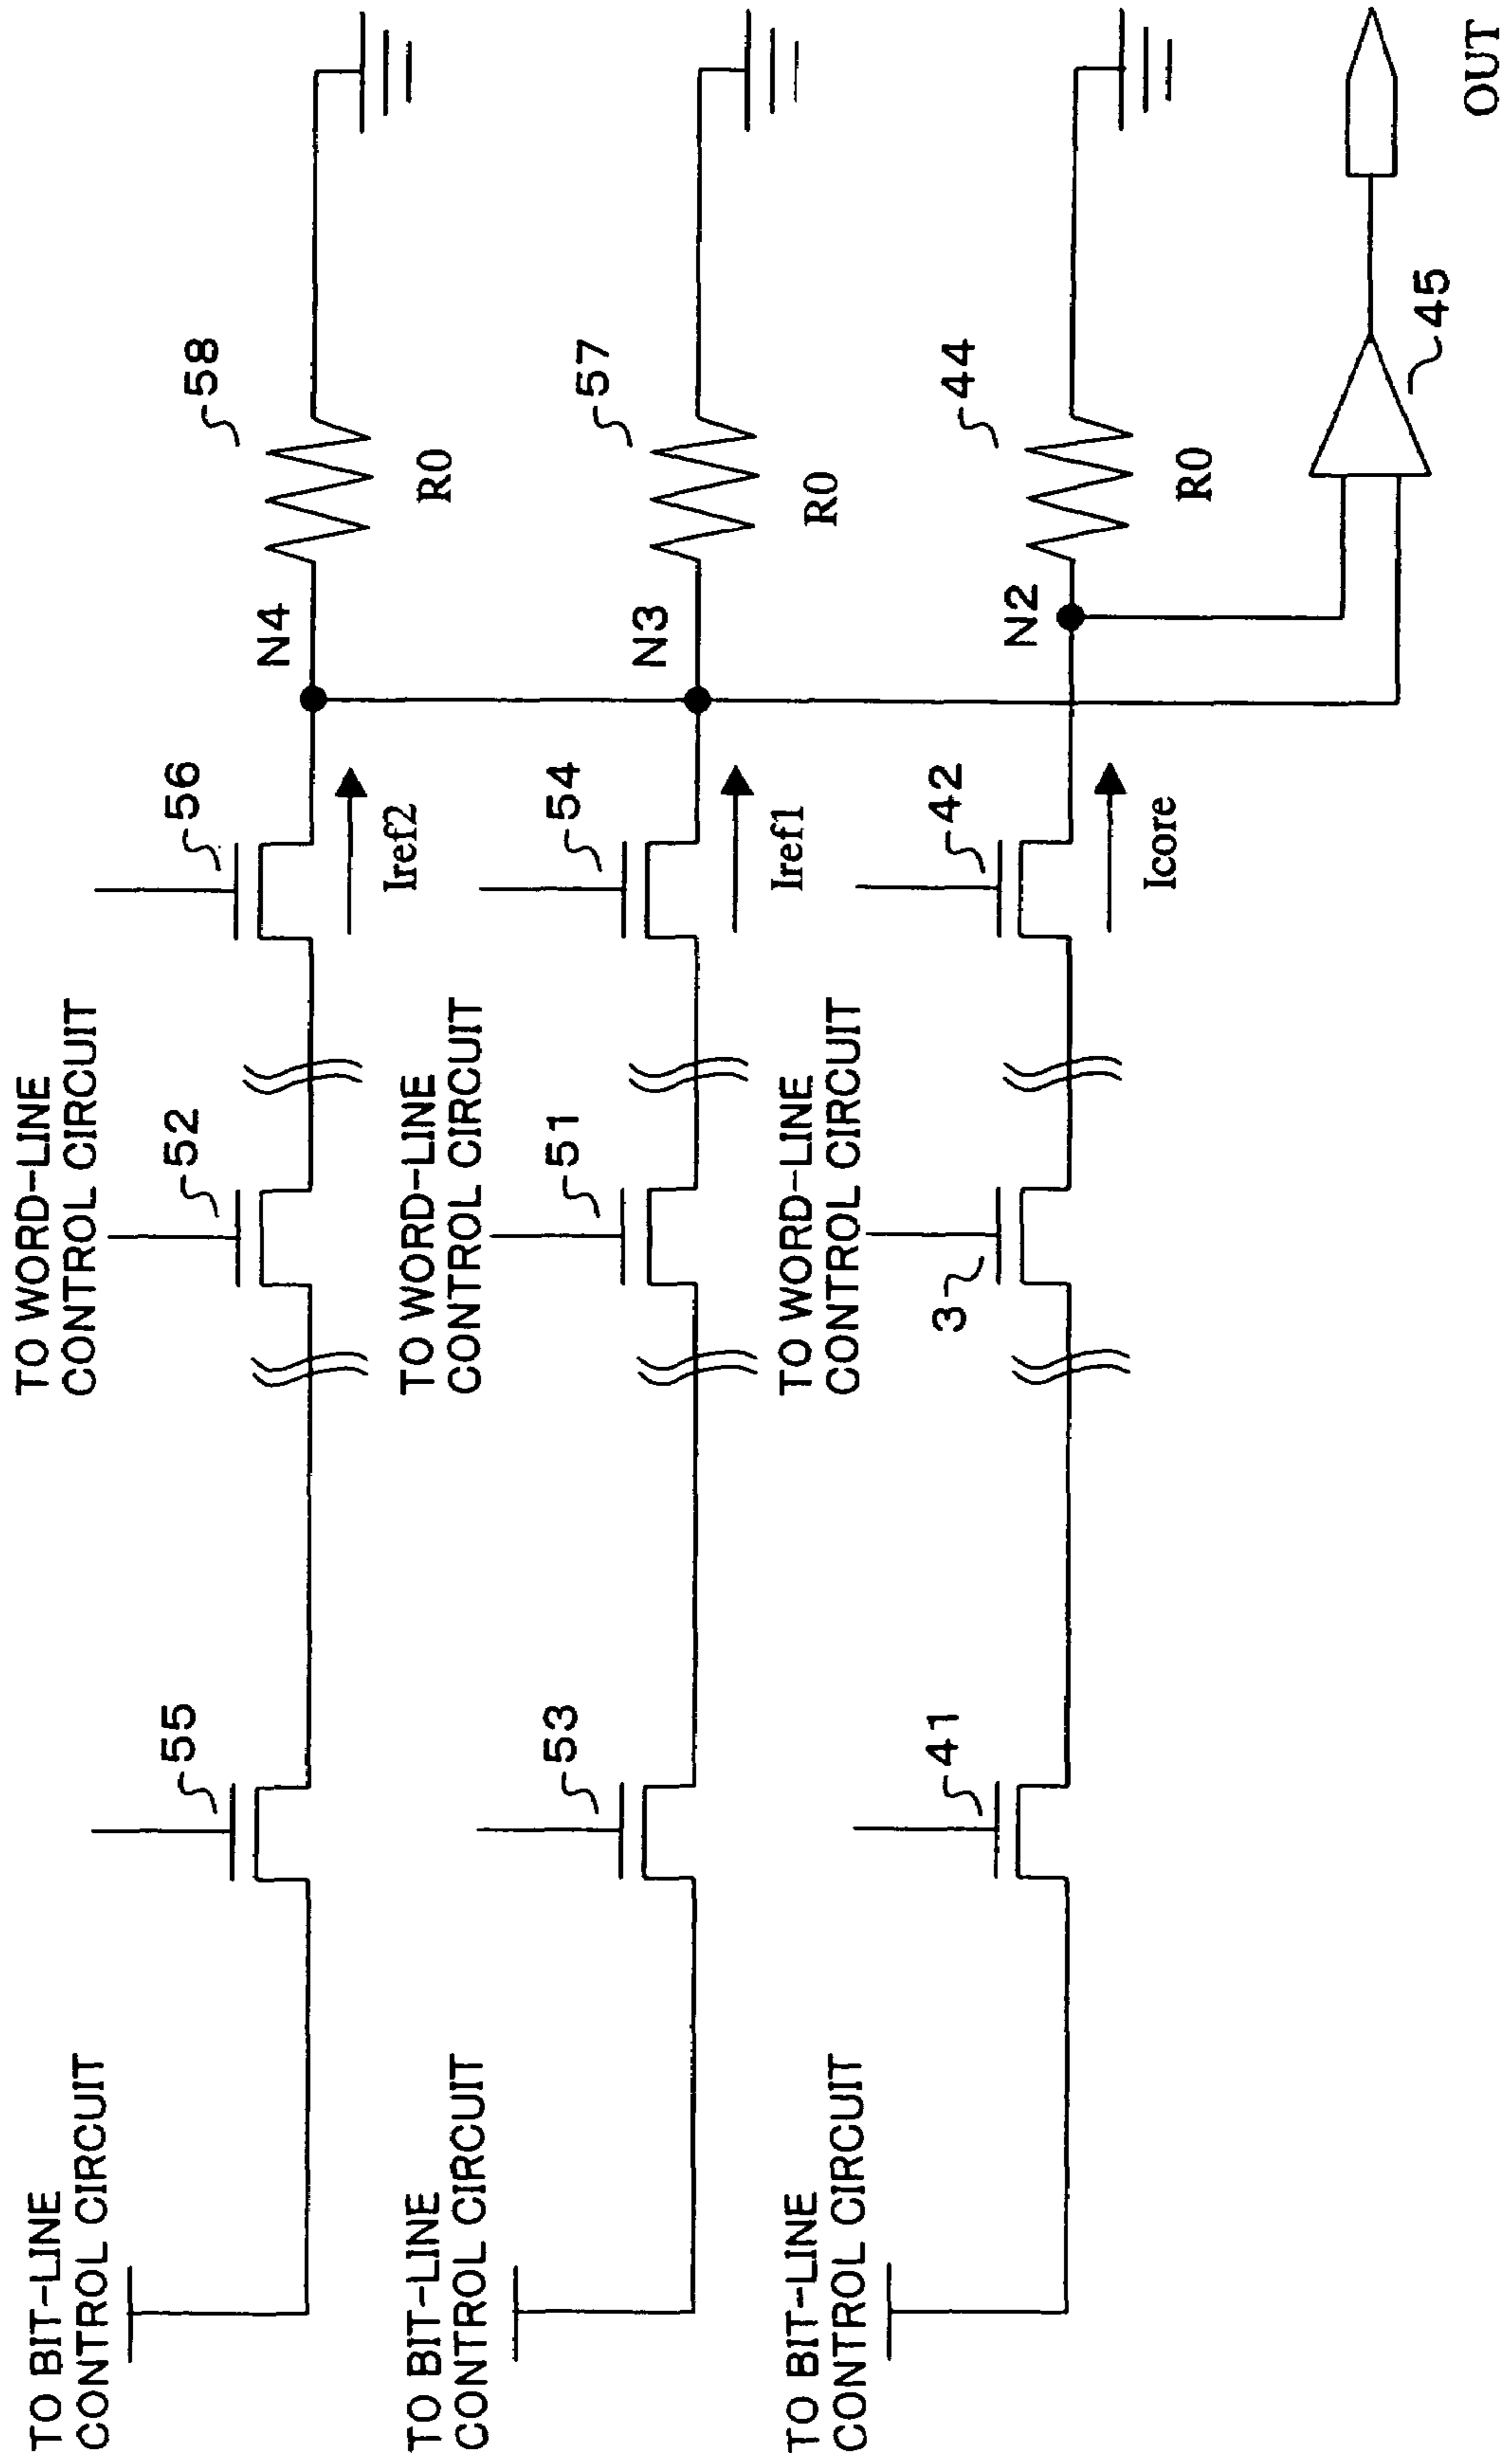 TO BIT-LINE
CONTROL CIRCUIT
55
TO WORD-LINE
CONTROL CIRCUIT
52
56
Iref2
N4
58
R0
TO BIT-LINE
CONTROL CIRCUIT
53
TO WORD-LINE
CONTROL CIRCUIT
51
54
Iref1
N3
57
R0
TO BIT-LINE
CONTROL CIRCUIT
41
TO WORD-LINE
CONTROL CIRCUIT
3
42
Icore
N2
44
R0
45
OUT